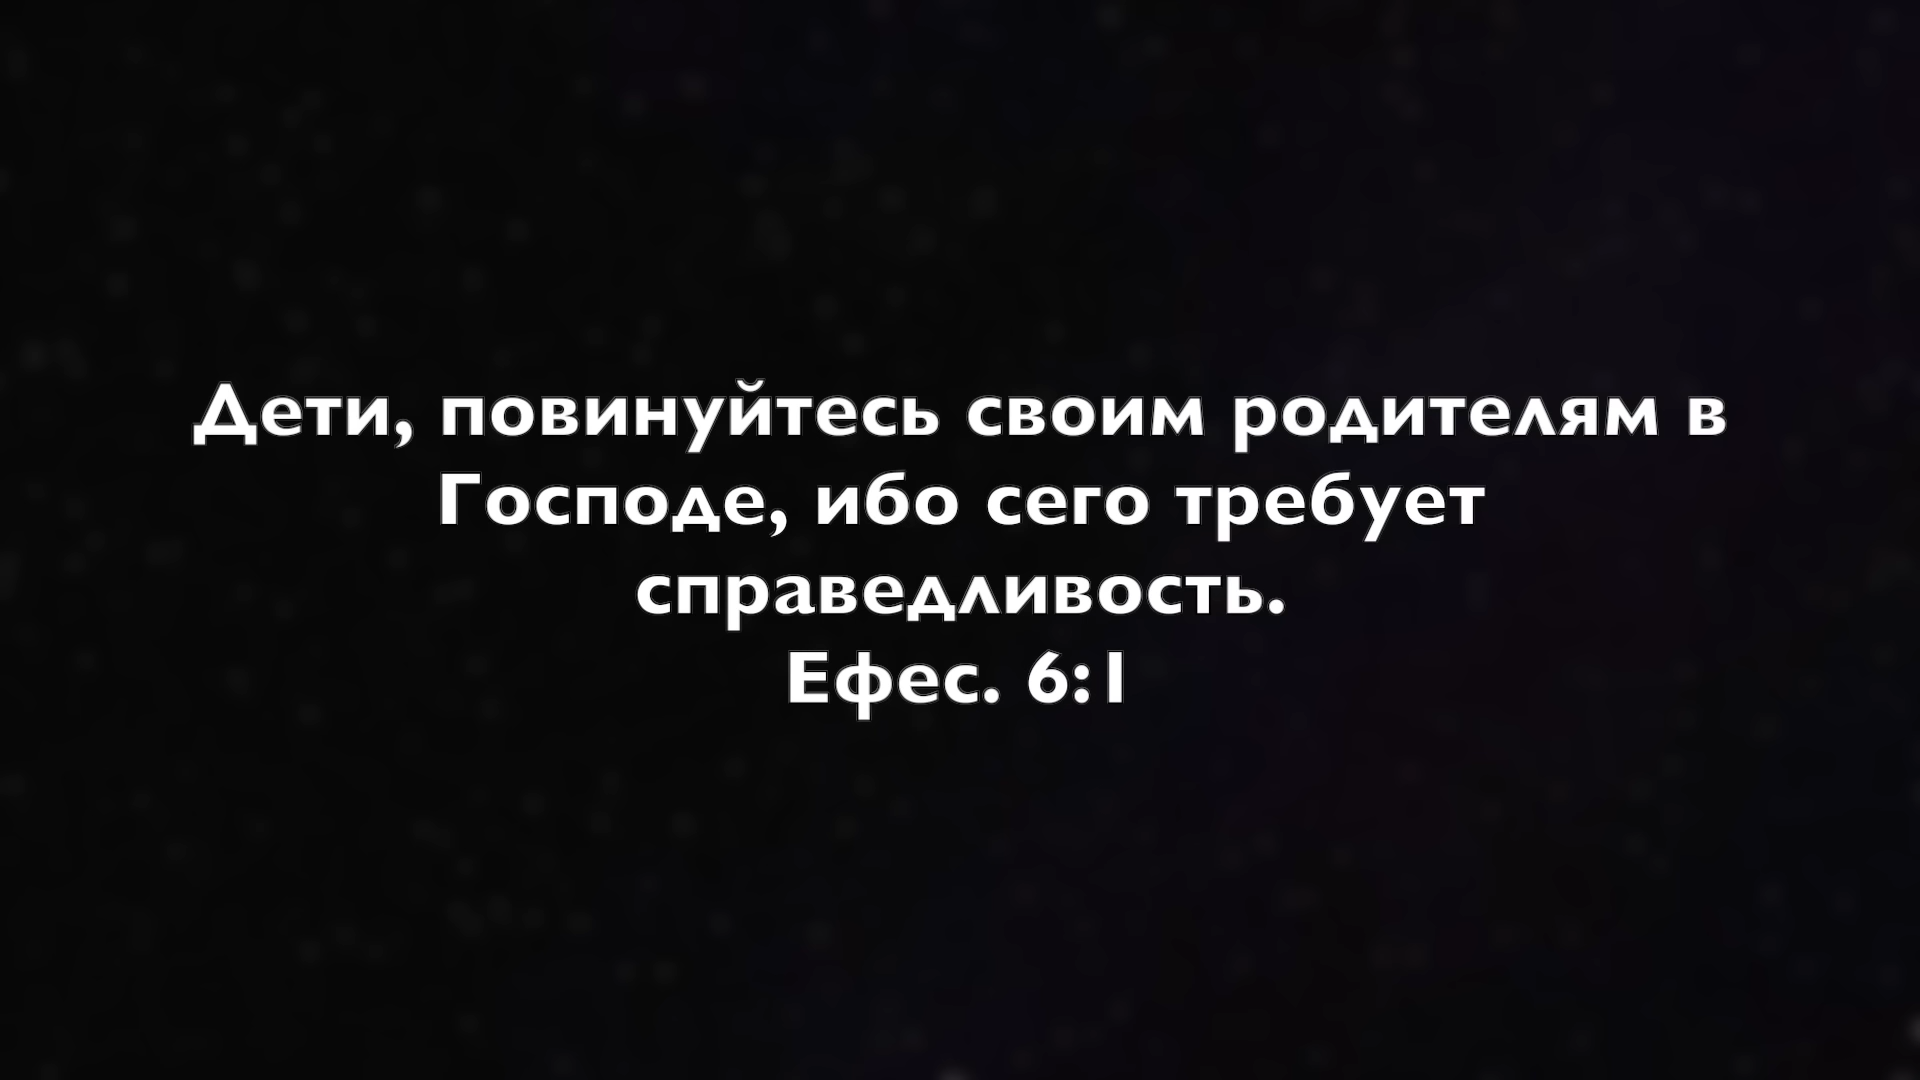 Дети, повинуйтесь своим родителям в
Господе, ибо сего требует
справедливость.
Ефес. 6:1